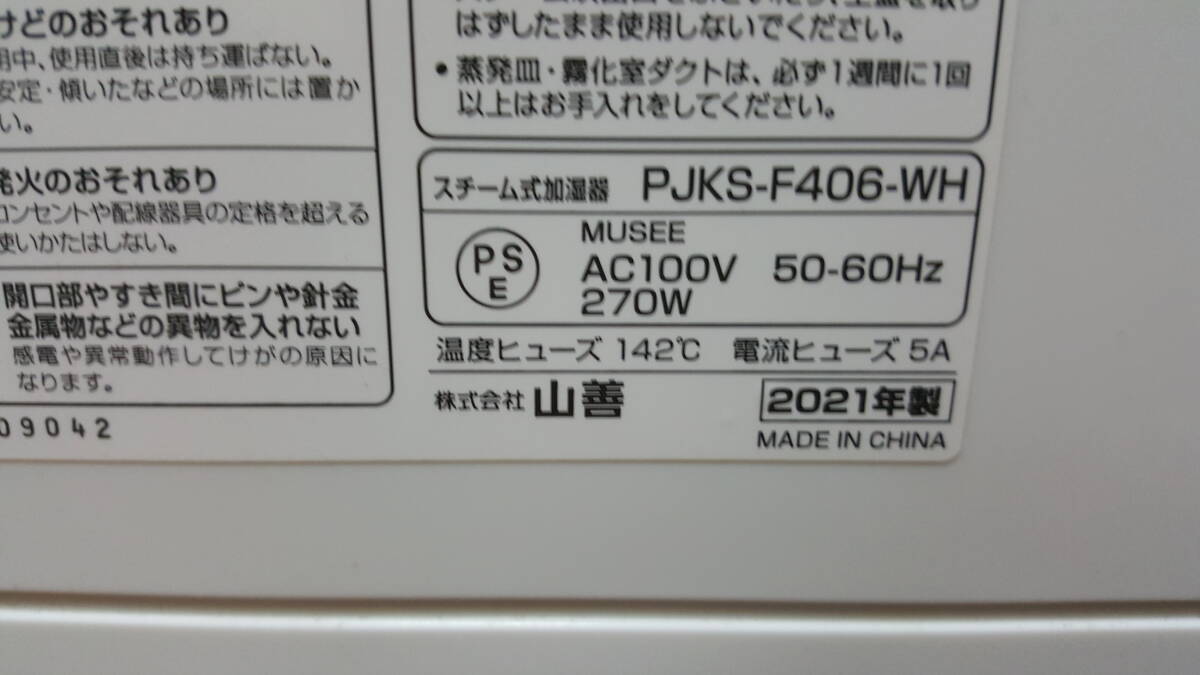 けどのおそれあり
用中、使用直後は持ち運ばない。
安定・傾いたなどの場所には置か
い。
発火のおそれあり
コンセントや配線器具の定格を超える
使いかたはしない。
開口部やすき間にピンや針金
金属物などの異物を入れない
感電や異常動作してけがの原因に
なります。
09042
はずしたまま使用しないでください。
・蒸発皿・霧化室ダクトは、必ず1週間に1回
以上はお手入れをしてください。
スチーム式加湿器 PJKS-F406-WH
PSE
MUSEE
AC100V 50-60Hz
270W
温度ヒューズ 142℃ 電流ヒューズ 5A
株式会社 山善 2021年製
MADE IN CHINA